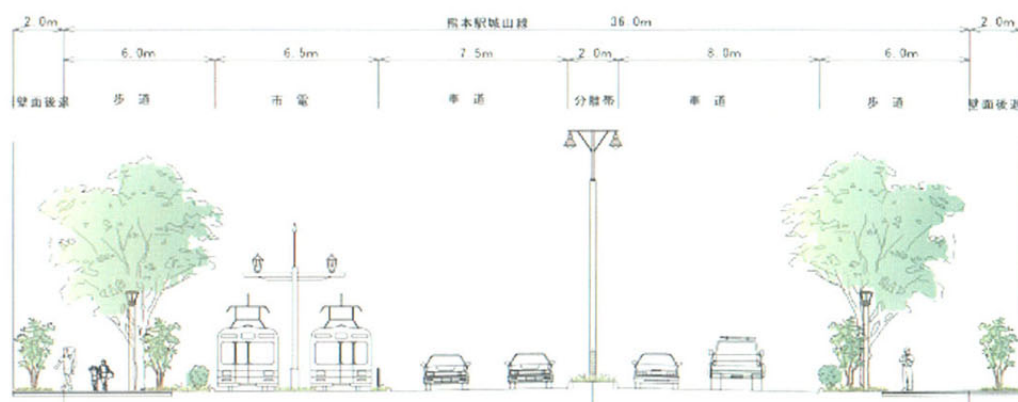 2.0m 熊本駅城山線 36.0m 2.0m
6.0m 6.5m 7.5m 2.0m 8.0m 6.0m
壁面後退 歩道 市電 車道 分離帯 車道 歩道 壁面後退